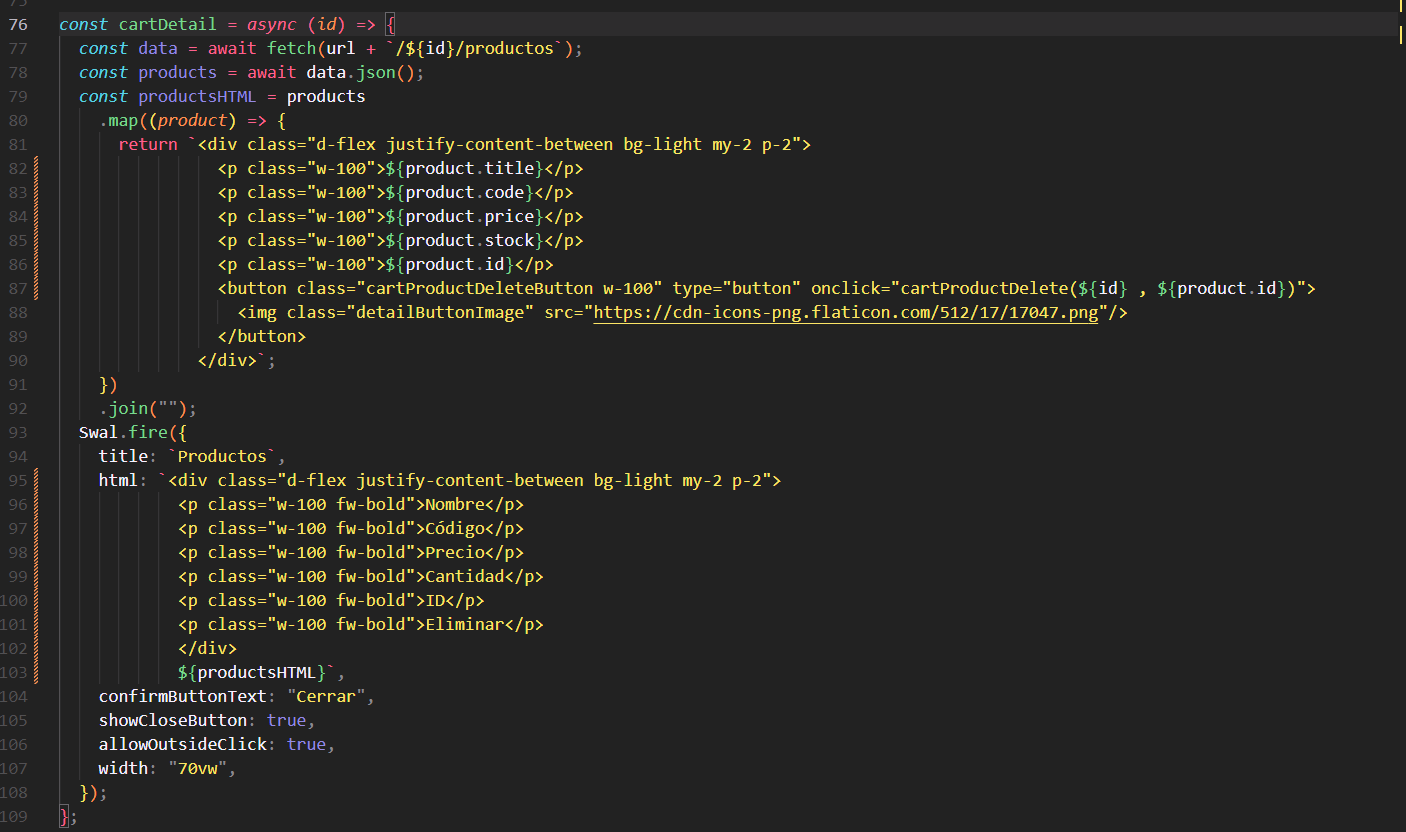 75
76 const cartDetail = async (id) => {
77 const data = await fetch(url + `/${id}/productos`);
78 const products = await data.json();
79 const productsHTML = products
80 .map((product) => {
81 return `<div class="d-flex justify-content-between bg-light my-2 p-2">
82 <p class="w-100">${product.title}</p>
83 <p class="w-100">${product.code}</p>
84 <p class="w-100">${product.price}</p>
85 <p class="w-100">${product.stock}</p>
86 <p class="w-100">${product.id}</p>
87 <button class="cartProductDeleteButton w-100" type="button" onclick="cartProductDelete(${id} , ${product.id})">
88 <img class="detailButtonImage" src="https://cdn-icons-png.flaticon.com/512/17/17047.png"/>
89 </button>
90 </div>`;
91 })
92 .join("");
93 Swal.fire({
94 title: `Productos`,
95 html: `<div class="d-flex justify-content-between bg-light my-2 p-2">
96 <p class="w-100 fw-bold">Nombre</p>
97 <p class="w-100 fw-bold">Código</p>
98 <p class="w-100 fw-bold">Precio</p>
99 <p class="w-100 fw-bold">Cantidad</p>
100 <p class="w-100 fw-bold">ID</p>
101 <p class="w-100 fw-bold">Eliminar</p>
102 </div>
103 ${productsHTML}`,
104 confirmButtonText: "Cerrar",
105 showCloseButton: true,
106 allowOutsideClick: true,
107 width: "70vw",
108 });
109 };